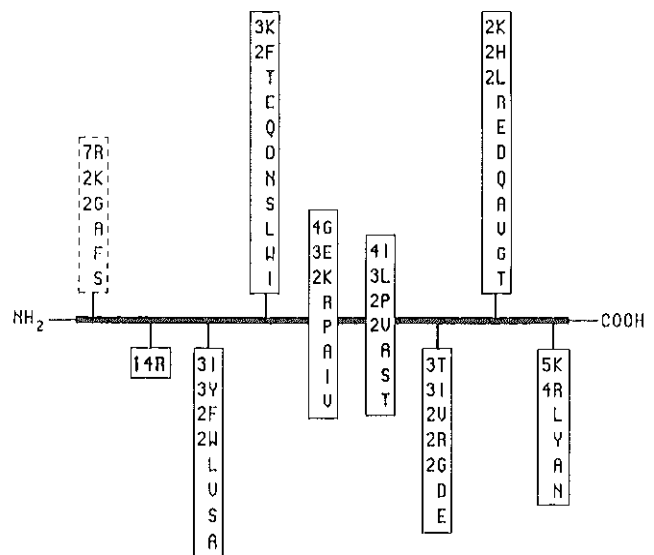 NH₂
7R
2K
2G
A
F
S
14R
3I
3Y
2F
2W
L
V
S
A
3K
2F
T
C
Q
D
N
S
L
W
I
4G
3E
2K
R
P
A
I
V
4I
3L
2P
2V
A
S
T
3T
3I
2V
2R
2G
D
E
2K
2H
2L
R
E
D
Q
A
V
G
T
5K
4R
L
Y
A
N
COOH